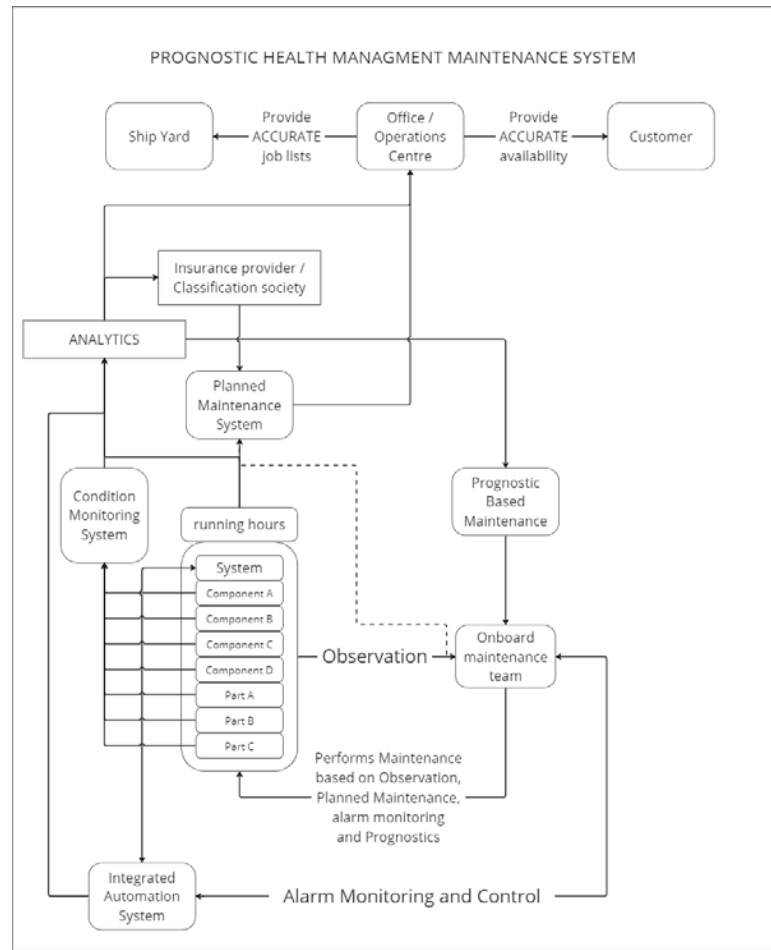 PROGNOSTIC HEALTH MANAGMENT MAINTENANCE SYSTEM
Ship Yard
Provide
ACCURATE
job lists
Office /
Operations
Centre
Provide
ACCURATE
availability
Customer
Insurance provider /
Classification society
ANALYTICS
Planned
Maintenance
System
Condition
Monitoring
System
Prognostic
Based
Maintenance
running hours
System
Component A
Component B
Component C
Component D
Part A
Part B
Part C
Observation
Onboard
maintenance
team
Performs Maintenance
based on Observation,
Planned Maintenance,
alarm monitoring
and Prognostics
Integrated
Automation
System
Alarm Monitoring and Control